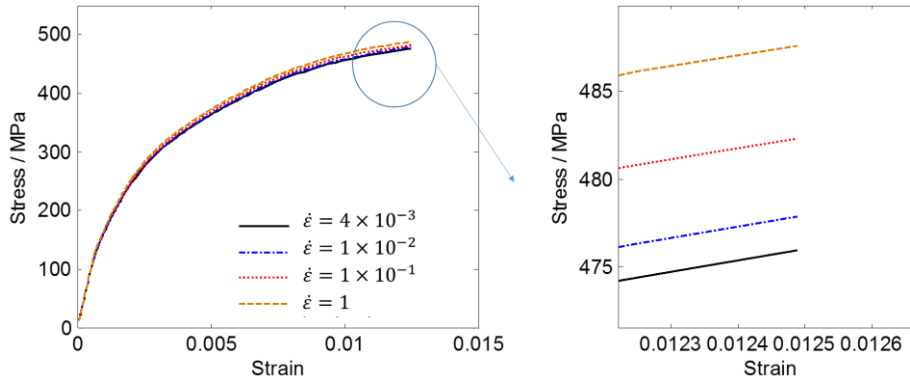 500
400
300
200
100
0
Stress / MPa
0
0.005
0.01
0.015
Strain
ε̇ = 4 × 10⁻³
ε̇ = 1 × 10⁻²
ε̇ = 1 × 10⁻¹
ε̇ = 1
485
480
475
Stress / MPa
0.0123
0.0124
0.0125
0.0126
Strain